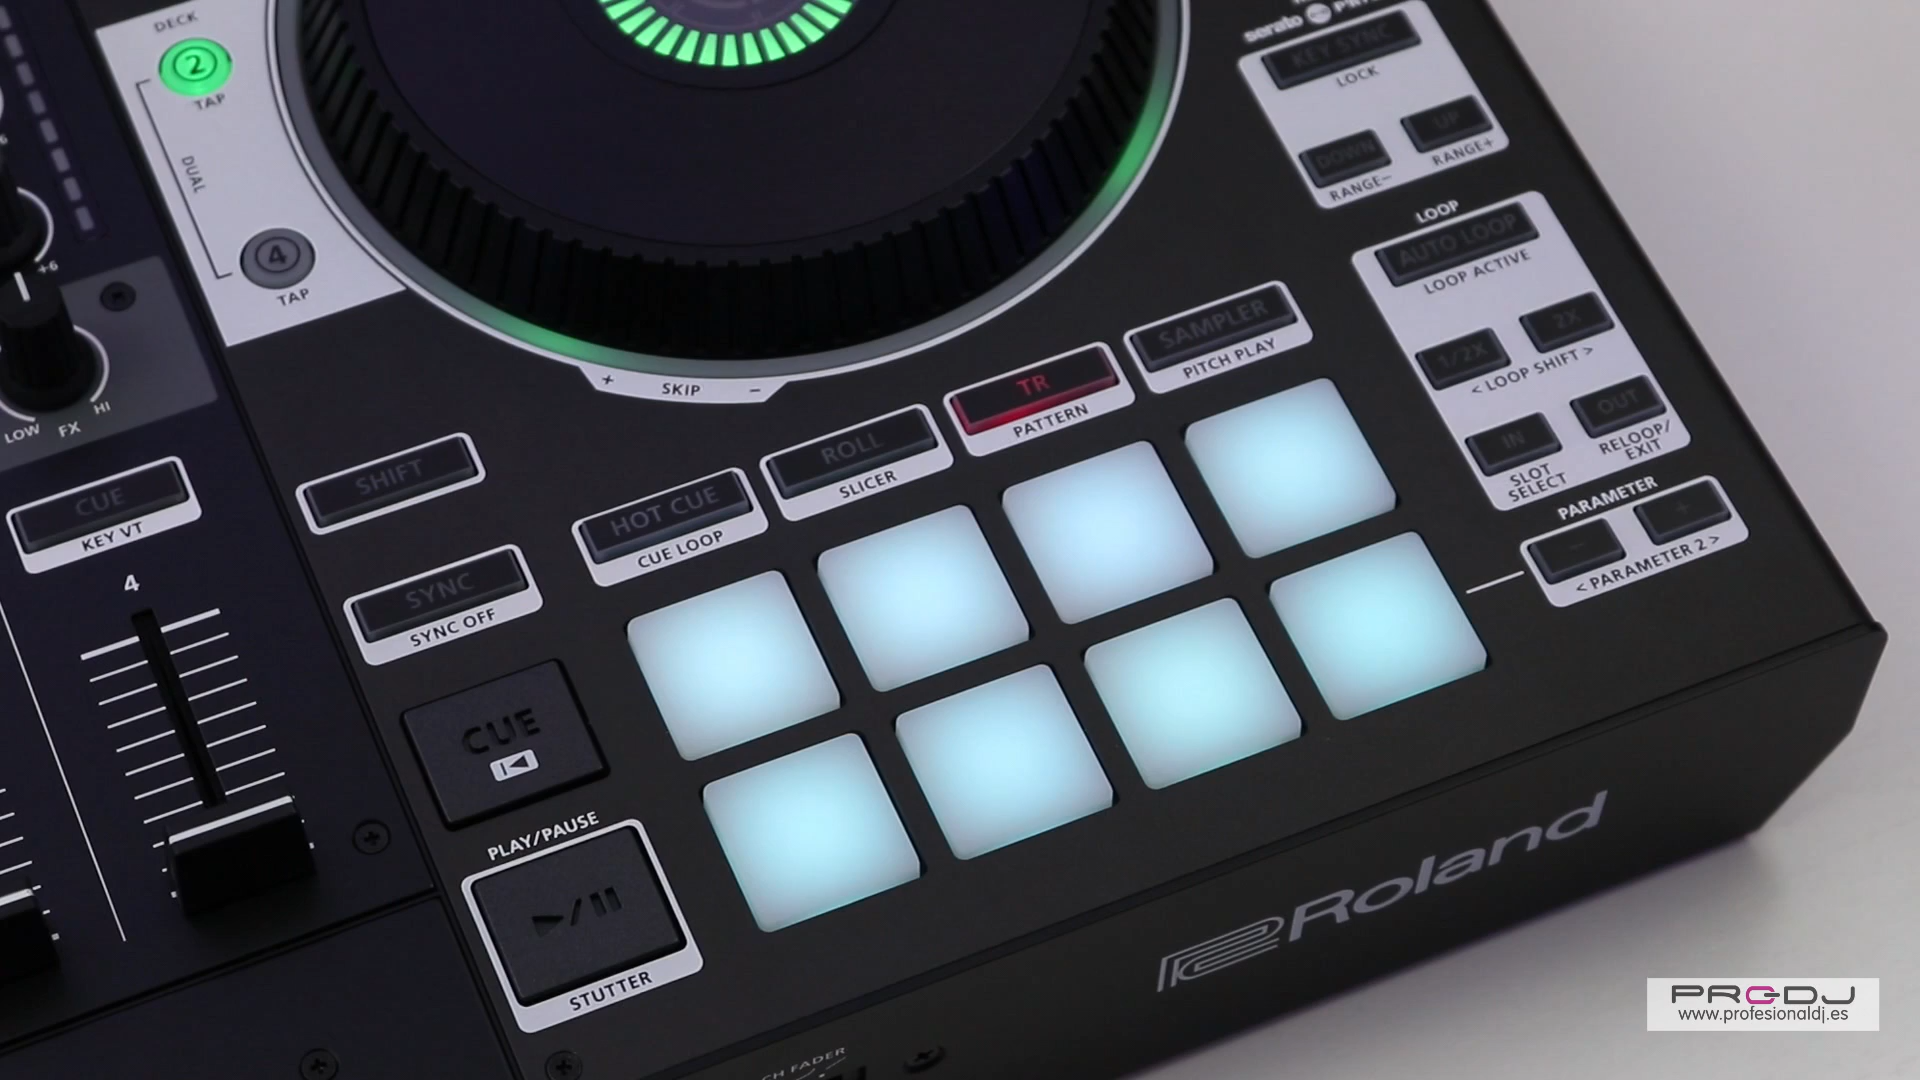 DECK
2
TAP
DUAL
4
TAP
+6
LOW
FX
HI
CUE
KEY VT
4
+ SKIP −
SHIFT
SYNC
SYNC OFF
HOT CUE
CUE LOOP
ROLL
SLICER
TR
PATTERN
SAMPLER
PITCH PLAY
serato
KEY SYNC
LOCK
DOWN
RANGE−
UP
RANGE+
LOOP
AUTO LOOP
LOOP ACTIVE
1/2X
2X
< LOOP SHIFT >
IN
SLOT
SELECT
OUT
RELOOP/
EXIT
PARAMETER
− +
< PARAMETER 2 >
CUE
PLAY/PAUSE
STUTTER
Roland
CH FADER
PRODJ
www.profesionaldj.es